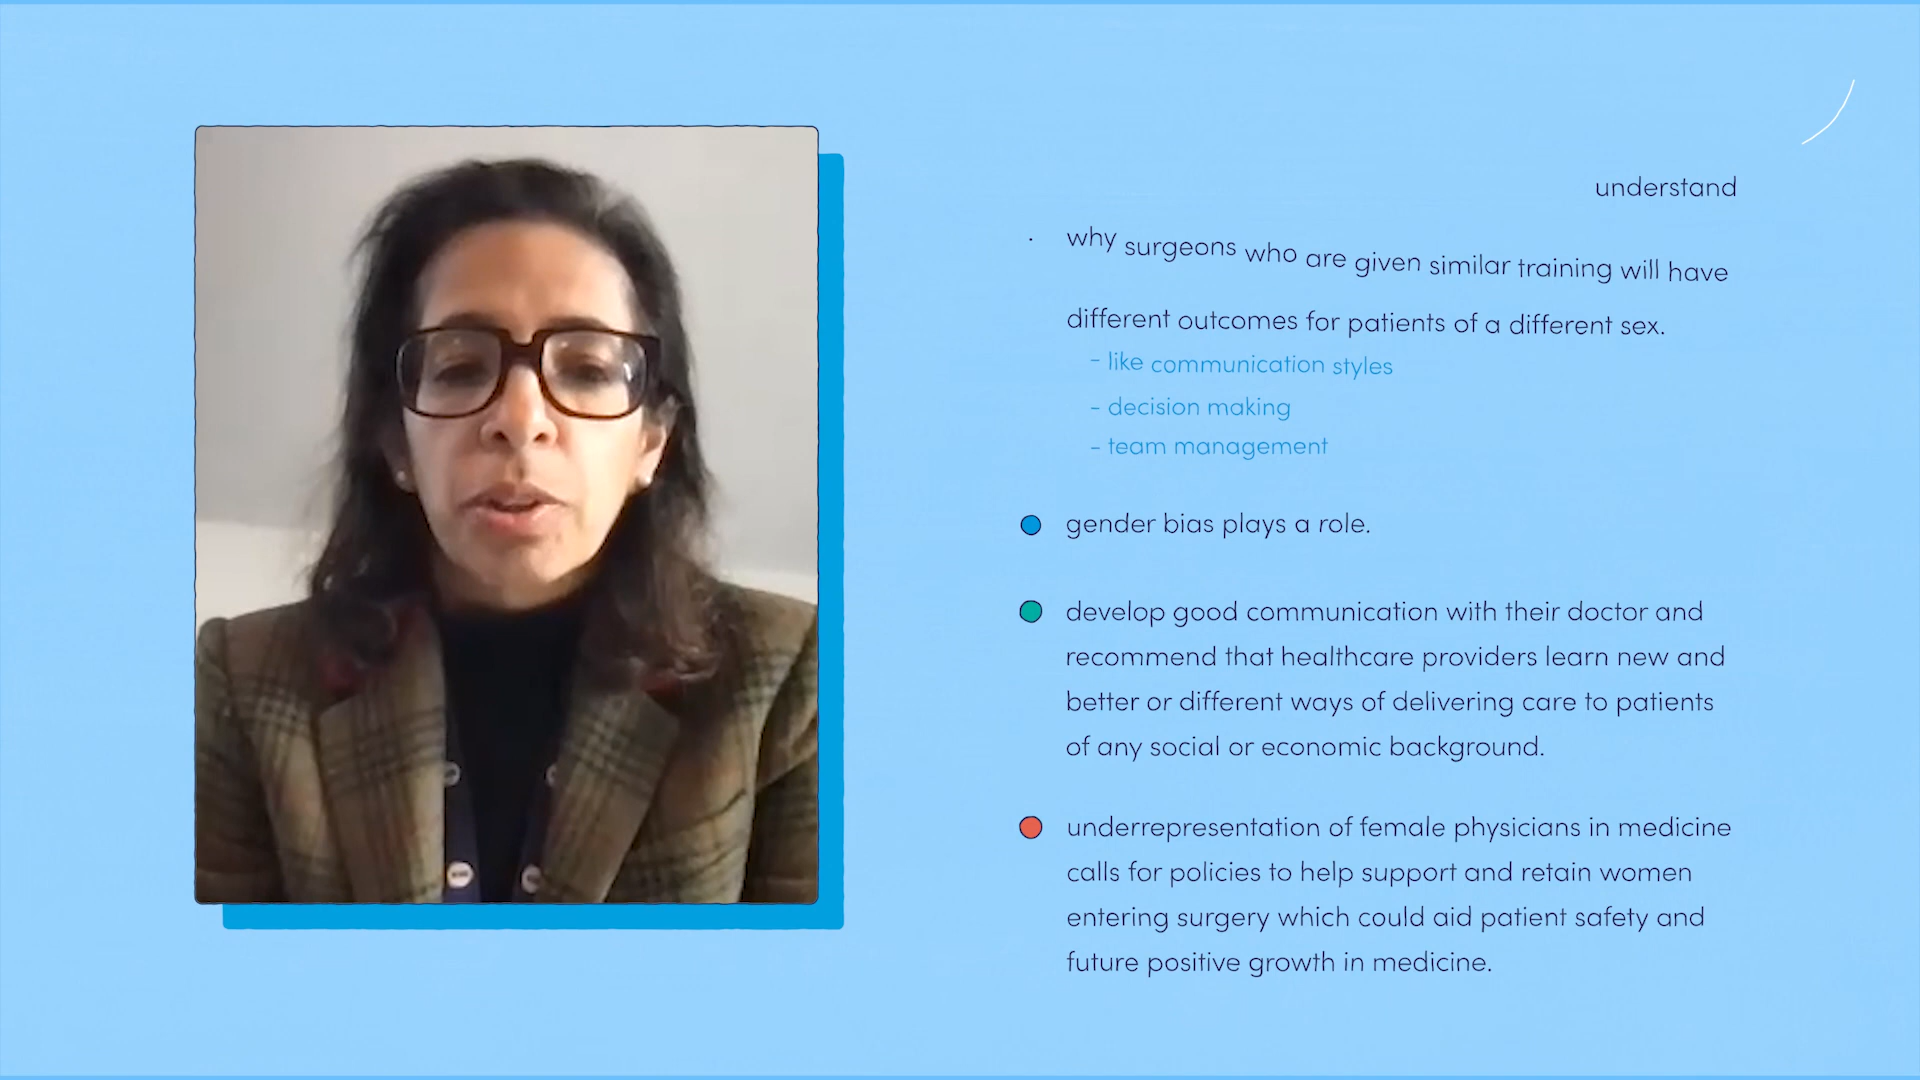 understand
why surgeons who are given similar training will have
different outcomes for patients of a different sex.
- like communication styles
- decision making
- team management
gender bias plays a role.
develop good communication with their doctor and
recommend that healthcare providers learn new and
better or different ways of delivering care to patients
of any social or economic background.
underrepresentation of female physicians in medicine
calls for policies to help support and retain women
entering surgery which could aid patient safety and
future positive growth in medicine.